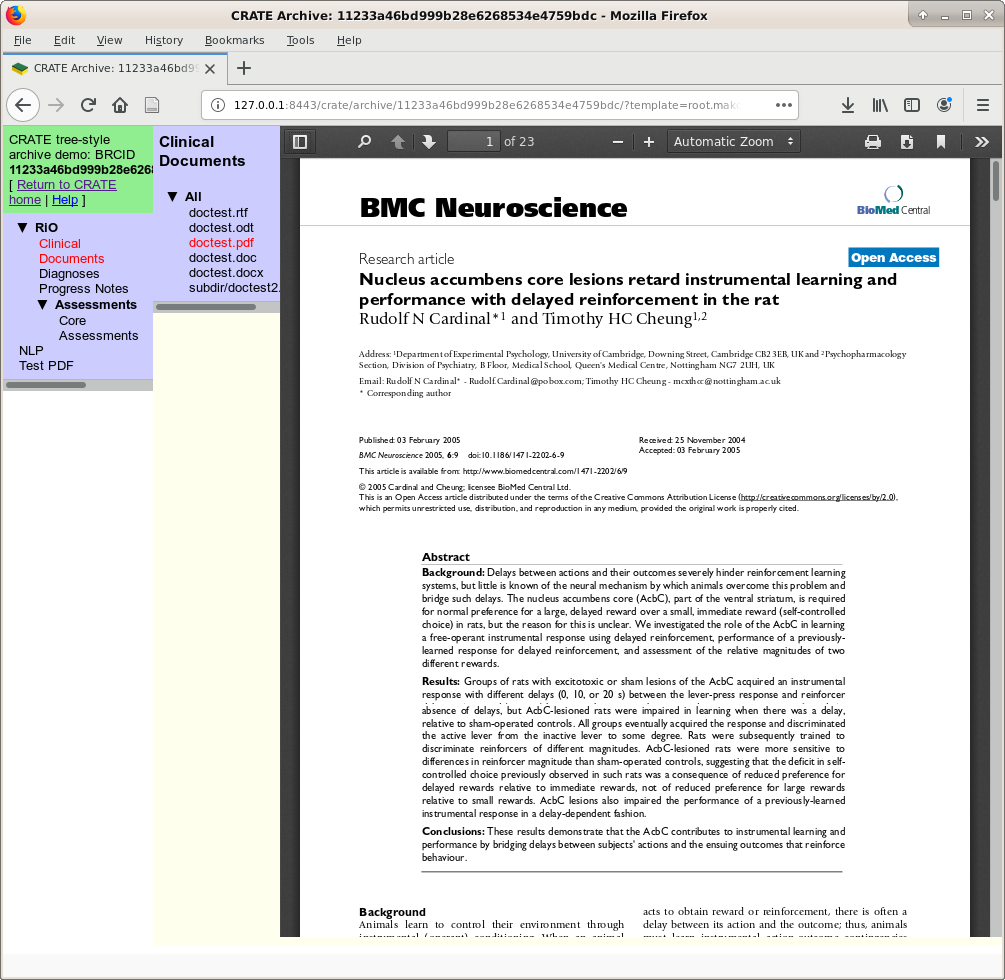 CRATE Archive: 11233a46bd999b28e6268534e4759bdc - Mozilla Firefox
File Edit View History Bookmarks Tools Help
CRATE Archive: 11233a46bd99
127.0.0.1:8443/crate/archive/11233a46bd999b28e6268534e4759bdc/?template=root.mak
CRATE tree-style
archive demo: BRCID
11233a46bd999b28e6268
[ Return to CRATE
home | Help ]
▼ RiO
Clinical
Documents
Diagnoses
Progress Notes
▼ Assessments
Core
Assessments
NLP
Test PDF
Clinical
Documents
▼ All
doctest.rtf
doctest.odt
doctest.pdf
doctest.doc
doctest.docx
subdir/doctest2.
1 of 23
Automatic Zoom
BMC Neuroscience
BioMed Central
Research article
Open Access
Nucleus accumbens core lesions retard instrumental learning and
performance with delayed reinforcement in the rat
Rudolf N Cardinal*1 and Timothy HC Cheung1,2
Address: 1Department of Experimental Psychology, University of Cambridge, Downing Street, Cambridge CB2 3EB, UK and 2Psychopharmacology
Section, Division of Psychiatry, B Floor, Medical School, Queen's Medical Centre, Nottingham NG7 2UH, UK
Email: Rudolf N Cardinal* - Rudolf.Cardinal@pobox.com; Timothy HC Cheung - mcxthcc@nottingham.ac.uk
* Corresponding author
Published: 03 February 2005
BMC Neuroscience 2005, 6:9 doi:10.1186/1471-2202-6-9
Received: 25 November 2004
Accepted: 03 February 2005
This article is available from: http://www.biomedcentral.com/1471-2202/6/9
© 2005 Cardinal and Cheung; licensee BioMed Central Ltd.
This is an Open Access article distributed under the terms of the Creative Commons Attribution License (http://creativecommons.org/licenses/by/2.0),
which permits unrestricted use, distribution, and reproduction in any medium, provided the original work is properly cited.
Abstract
Background: Delays between actions and their outcomes severely hinder reinforcement learning
systems, but little is known of the neural mechanism by which animals overcome this problem and
bridge such delays. The nucleus accumbens core (AcbC), part of the ventral striatum, is required
for normal preference for a large, delayed reward over a small, immediate reward (self-controlled
choice) in rats, but the reason for this is unclear. We investigated the role of the AcbC in learning
a free-operant instrumental response using delayed reinforcement, performance of a previously-
learned response for delayed reinforcement, and assessment of the relative magnitudes of two
different rewards.
Results: Groups of rats with excitotoxic or sham lesions of the AcbC acquired an instrumental
response with different delays (0, 10, or 20 s) between the lever-press response and reinforcer
absence of delays, but AcbC-lesioned rats were impaired in learning when there was a delay,
relative to sham-operated controls. All groups eventually acquired the response and discriminated
the active lever from the inactive lever to some degree. Rats were subsequently trained to
discriminate reinforcers of different magnitudes. AcbC-lesioned rats were more sensitive to
differences in reinforcer magnitude than sham-operated controls, suggesting that the deficit in self-
controlled choice previously observed in such rats was a consequence of reduced preference for
delayed rewards relative to immediate rewards, not of reduced preference for large rewards
relative to small rewards. AcbC lesions also impaired the performance of a previously-learned
instrumental response in a delay-dependent fashion.
Conclusions: These results demonstrate that the AcbC contributes to instrumental learning and
performance by bridging delays between subjects' actions and the ensuing outcomes that reinforce
behaviour.
Background
Animals learn to control their environment through
instrumental (operant) conditioning. When an animal
acts to obtain reward or reinforcement, there is often a
delay between its action and the outcome; thus, animals
must learn instrumental action-outcome contingencies